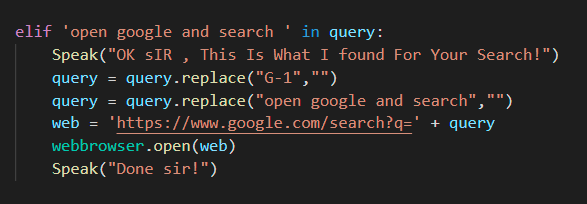 elif 'open google and search ' in query:
    Speak("OK sIR , This Is What I found For Your Search!")
    query = query.replace("G-1","")
    query = query.replace("open google and search","")
    web = 'https://www.google.com/search?q=' + query
    webbrowser.open(web)
    Speak("Done sir!")